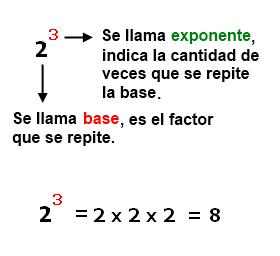 2³ Se llama exponente,
indica la cantidad de
veces que se repite
la base.
Se llama base, es el factor
que se repite.
2³ = 2 x 2 x 2 = 8